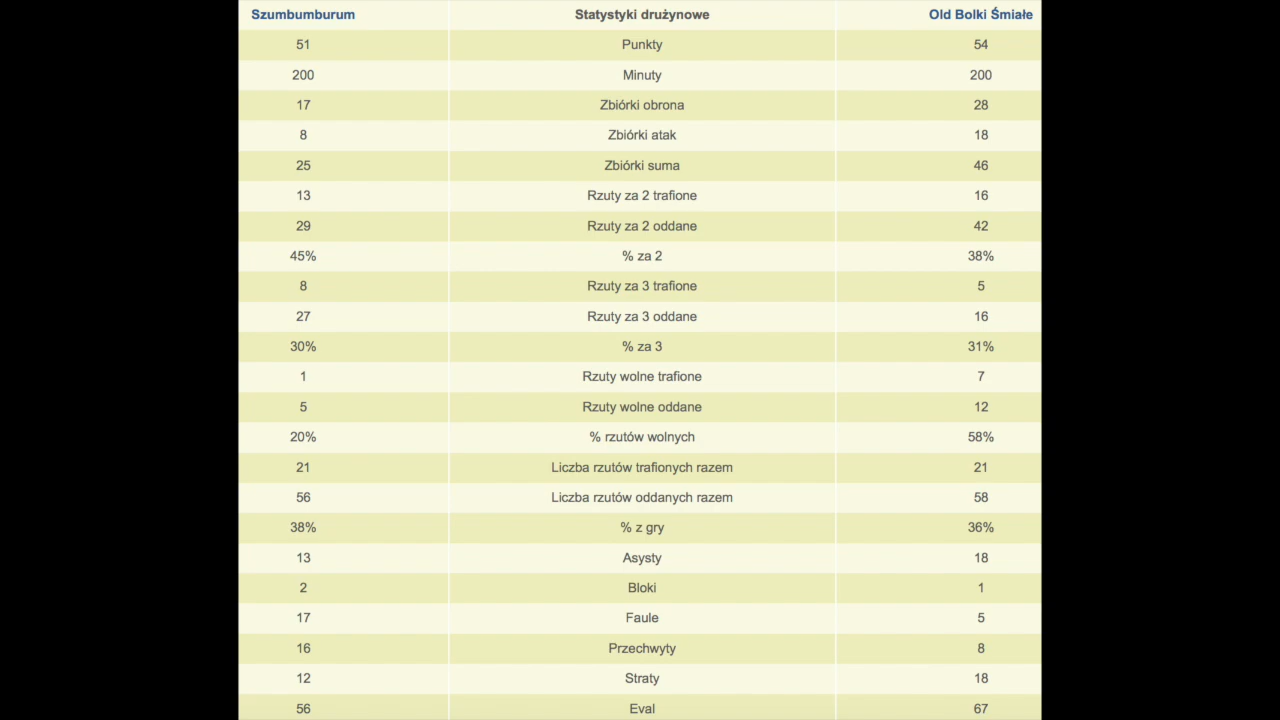 Szumbumburum Statystyki drużynowe Old Bolki Śmiałe
51 Punkty 54
200 Minuty 200
17 Zbiórki obrona 28
8 Zbiórki atak 18
25 Zbiórki suma 46
13 Rzuty za 2 trafione 16
29 Rzuty za 2 oddane 42
45% % za 2 38%
8 Rzuty za 3 trafione 5
27 Rzuty za 3 oddane 16
30% % za 3 31%
1 Rzuty wolne trafione 7
5 Rzuty wolne oddane 12
20% % rzutów wolnych 58%
21 Liczba rzutów trafionych razem 21
56 Liczba rzutów oddanych razem 58
38% % z gry 36%
13 Asysty 18
2 Bloki 1
17 Faule 5
16 Przechwyty 8
12 Straty 18
56 Eval 67